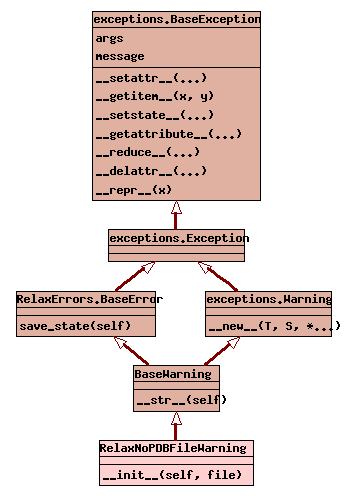 exceptions.BaseException
args
message
__setattr__(...)
__getitem__(x, y)
__setstate__(...)
__getattribute__(...)
__reduce__(...)
__delattr__(...)
__repr__(x)
exceptions.Exception
RelaxErrors.BaseError
save_state(self)
exceptions.Warning
__new__(T, S, *...)
BaseWarning
__str__(self)
RelaxNoPDBFileWarning
__init__(self, file)